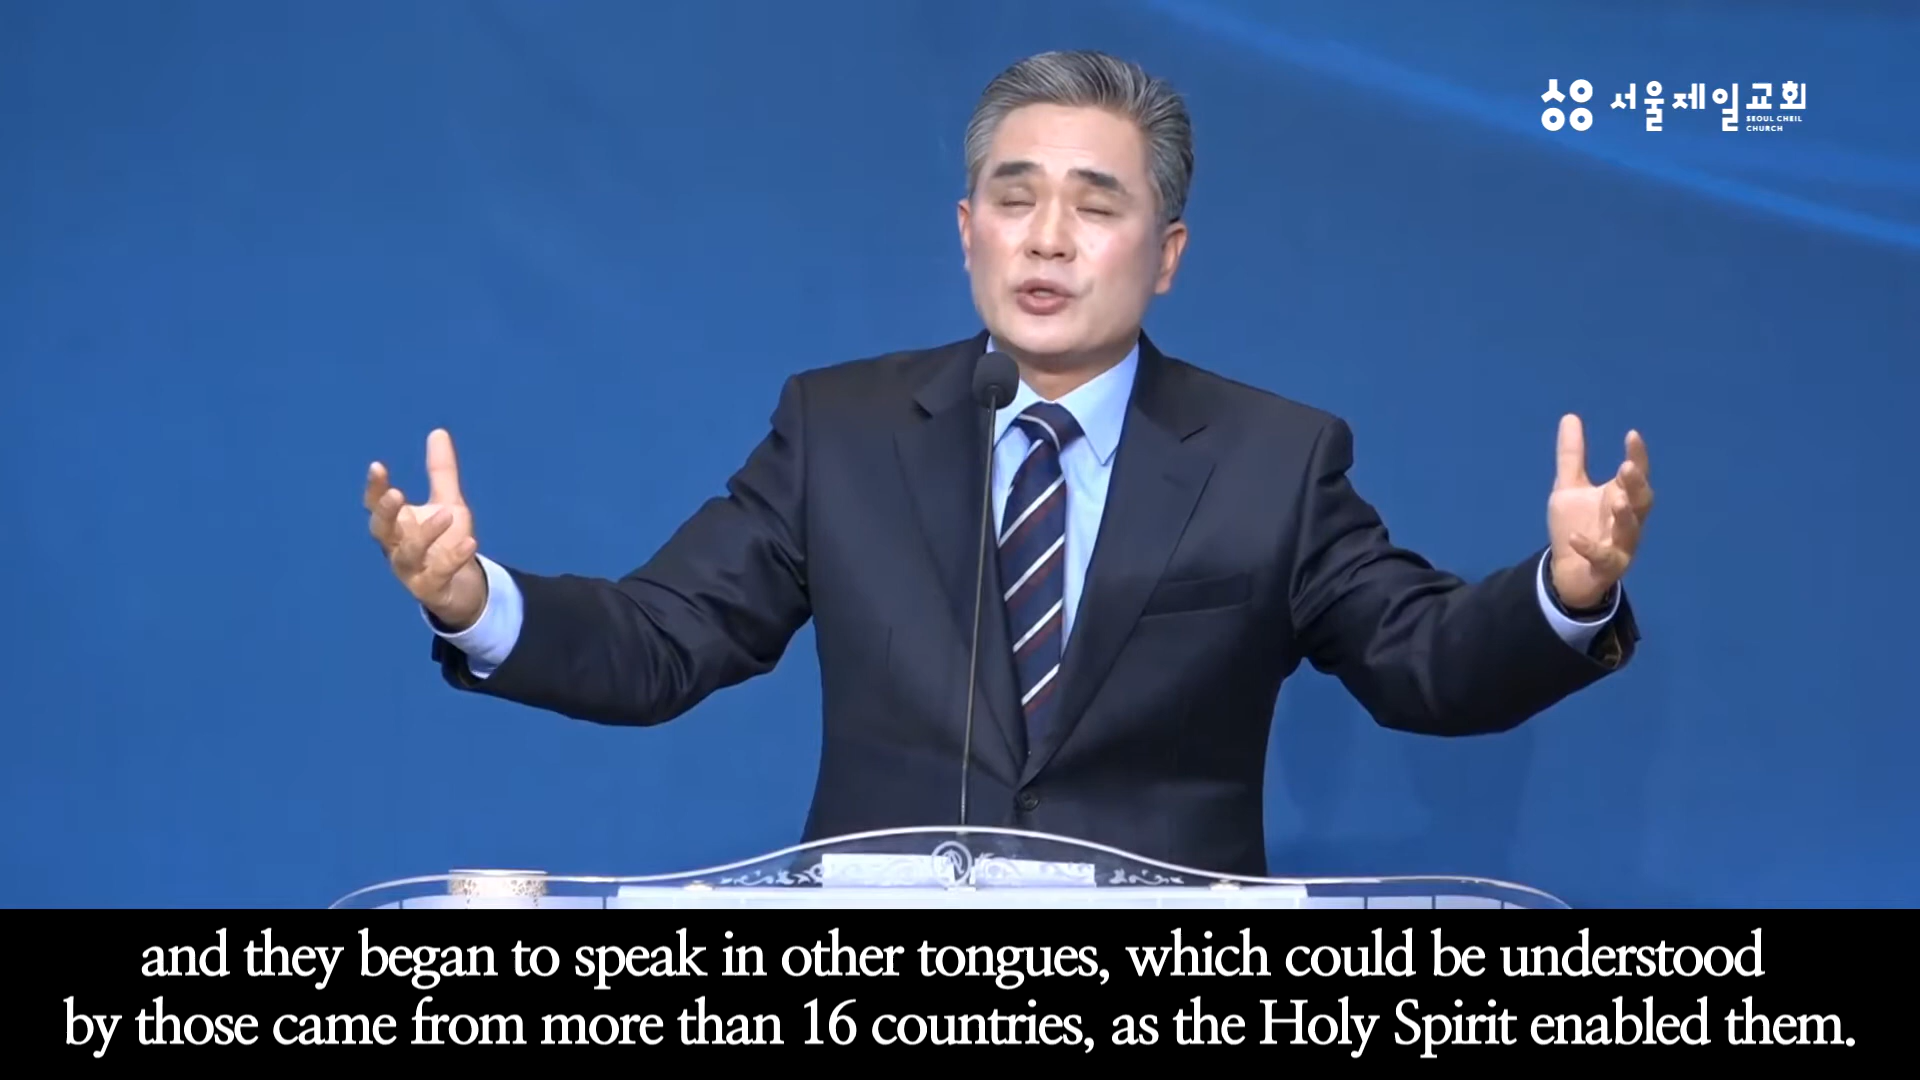 서울제일교회
SEOUL CHEIL
CHURCH
and they began to speak in other tongues, which could be understood
by those came from more than 16 countries, as the Holy Spirit enabled them.